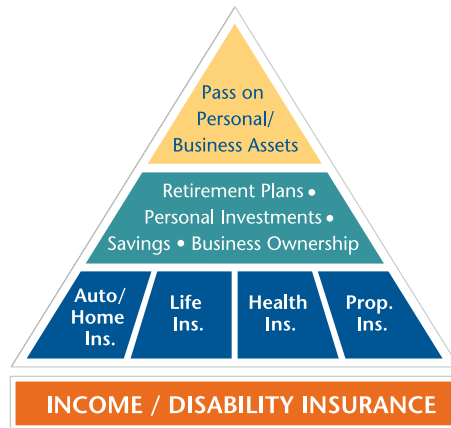 Pass on
Personal/
Business Assets
Retirement Plans •
Personal Investments •
Savings • Business Ownership
Auto/
Home
Ins.
Life
Ins.
Health
Ins.
Prop.
Ins.
INCOME / DISABILITY INSURANCE